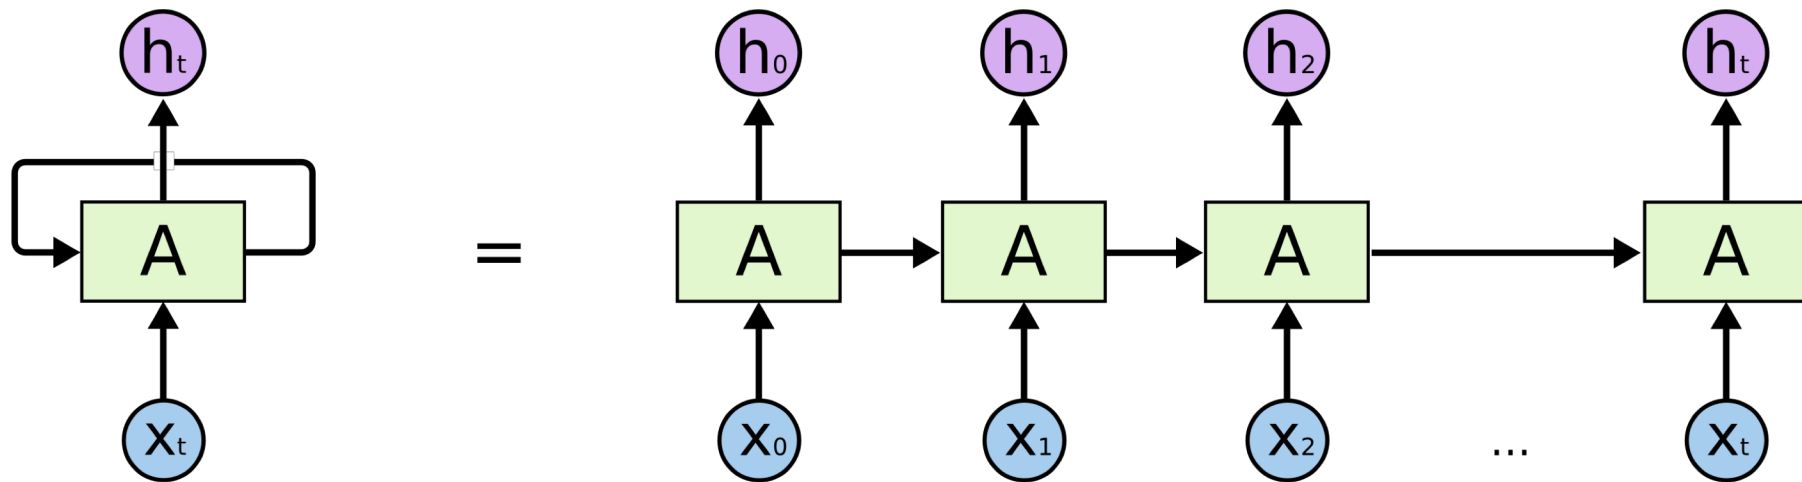 ht h0 h1 h2 ht
A = A A A A
xt x0 x1 x2 ... xt